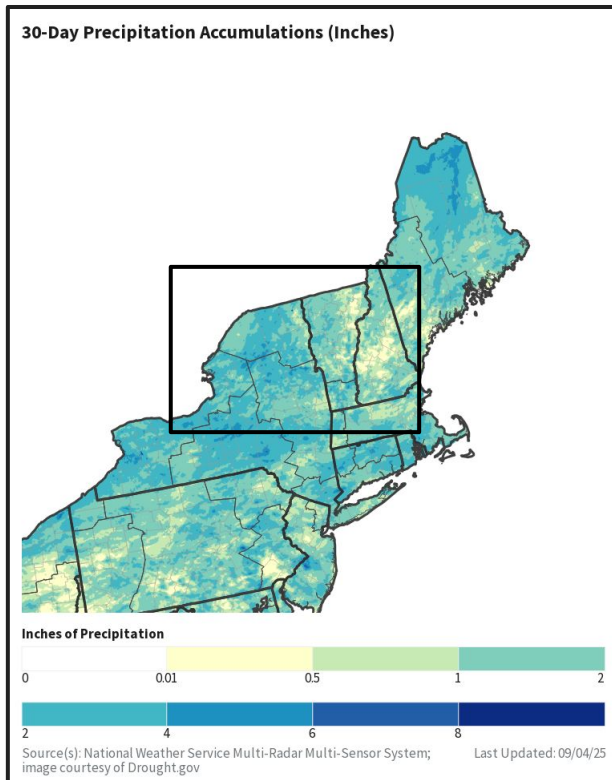 30-Day Precipitation Accumulations (Inches)
Inches of Precipitation
0 0.01 0.5 1 2
2 4 6 8
Source(s): National Weather Service Multi-Radar Multi-Sensor System; Last Updated: 09/04/25
image courtesy of Drought.gov